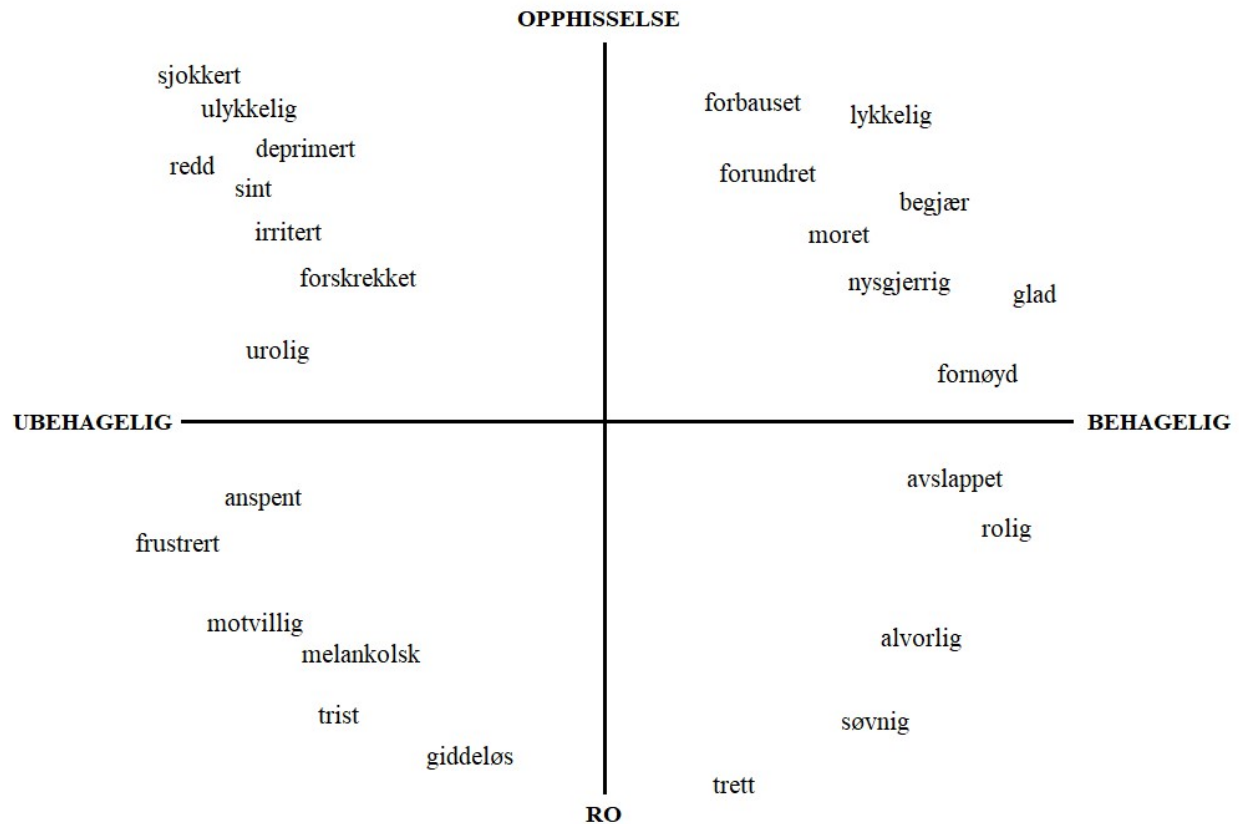 OPPHISSELSE
sjokkert
forbauset
ulykkelig
lykkelig
deprimert
redd
forundret
sint
begjær
irritert
moret
forskrekket
nysgjerrig
glad
urolig
fornøyd
UBEHAGELIG
BEHAGELIG
avslappet
anspent
rolig
frustrert
motvillig
alvorlig
melankolsk
trist
søvnig
giddeløs
trett
RO